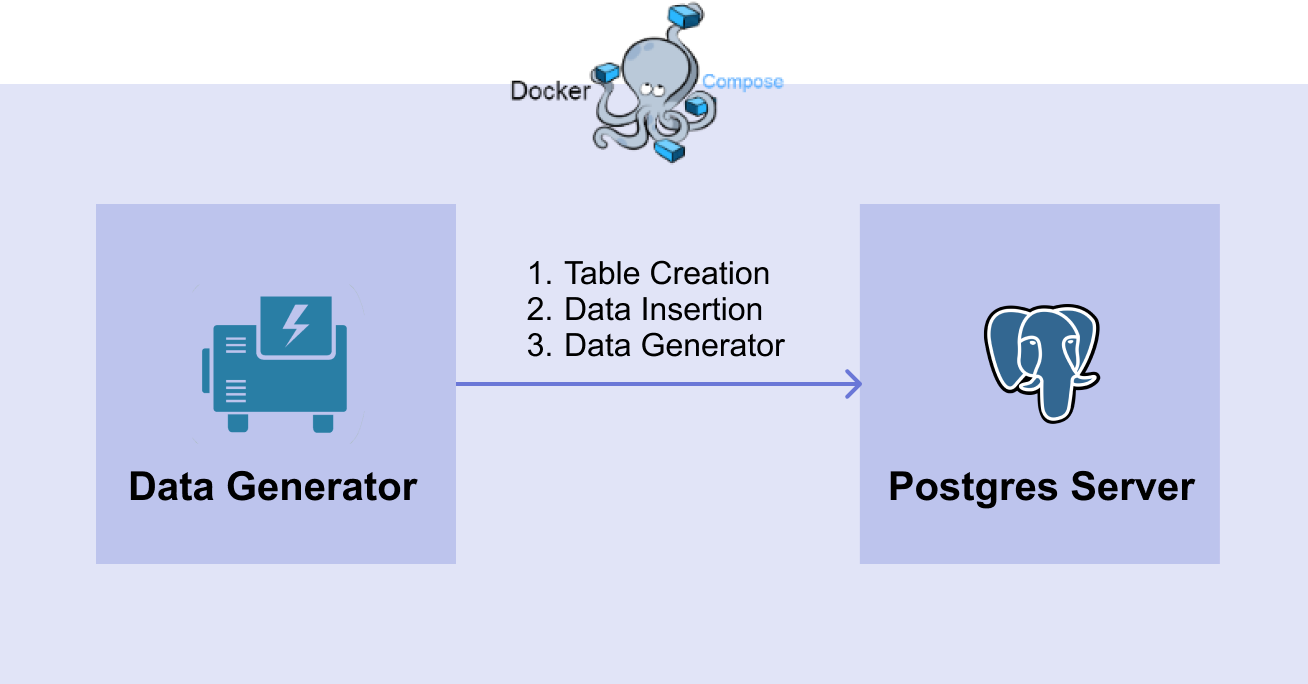 Docker Compose
1. Table Creation
2. Data Insertion
3. Data Generator
Data Generator
Postgres Server